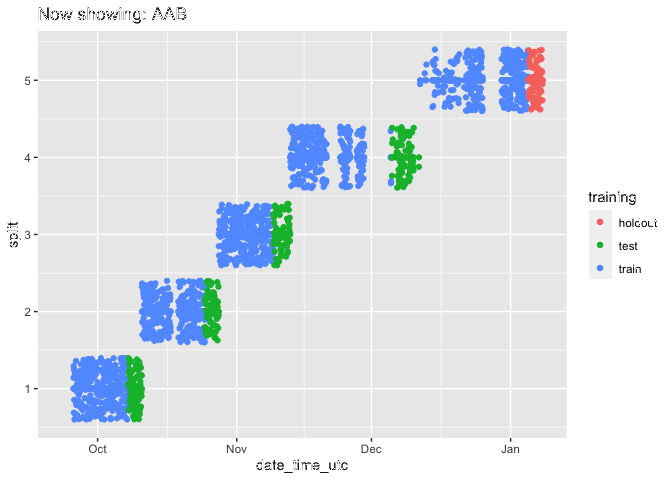 Now showing: AAB
5
4
3
2
1
split
Oct
Nov
Dec
Jan
date_time_utc
training
holdout
test
train